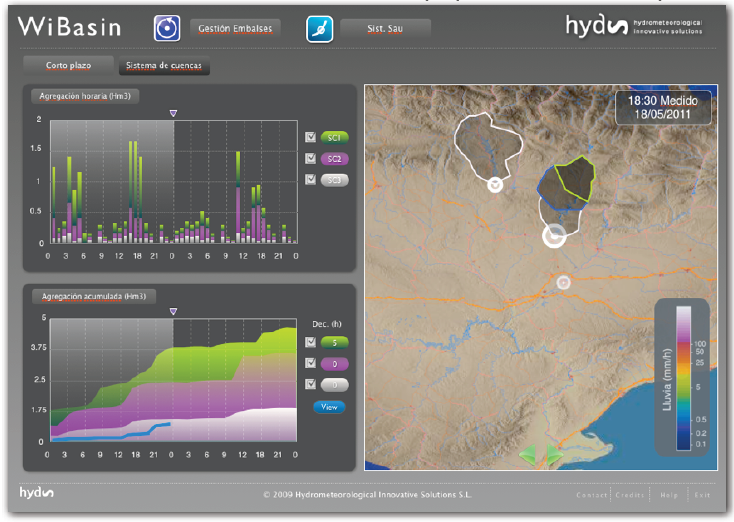 WiBasin
Gestión Embalses
Sist. Sau
hyds hydrometeorological
innovative solutions
Corto plazo
Sistema de cuencas
Agregación horaria (Hm3)
2
1.5
1
0.5
0
0 3 6 9 12 18 21 0 3 6 9 12 18 21 0
SC1
SC2
SC3
18:30 Medido
18/05/2011
Agregación acumulada (Hm3)
5
3.75
2.5
1.75
0
0 3 6 9 12 18 21 0 3 6 9 12 18 21 0
Dec. (h)
5
0
0
View
Lluvia (mm/h)
100
50
25
5
0.5
0.2
0.1
hyds
© 2009 Hydrometeorological Innovative Solutions S.L.
Contact Credits Help Exit